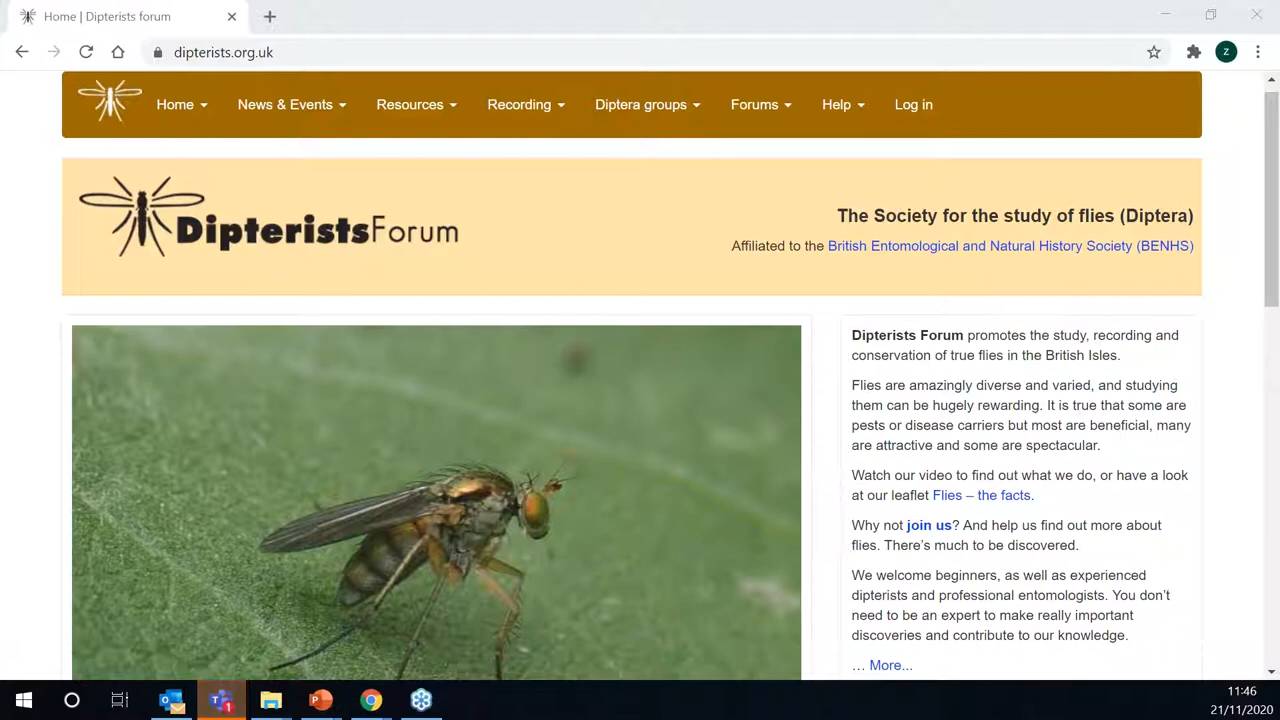 Home | Dipterists forum
dipterists.org.uk
Z
Home
News & Events
Resources
Recording
Diptera groups
Forums
Help
Log in
DipteristsForum
The Society for the study of flies (Diptera)
Affiliated to the British Entomological and Natural History Society (BENHS)
Dipterists Forum promotes the study, recording and
conservation of true flies in the British Isles.
Flies are amazingly diverse and varied, and studying
them can be hugely rewarding. It is true that some are
pests or disease carriers but most are beneficial, many
are attractive and some are spectacular.
Watch our video to find out what we do, or have a look
at our leaflet Flies – the facts.
Why not join us? And help us find out more about
flies. There’s much to be discovered.
We welcome beginners, as well as experienced
dipterists and professional entomologists. You don’t
need to be an expert to make really important
discoveries and contribute to our knowledge.
… More...
T 1
P
11:46
21/11/2020